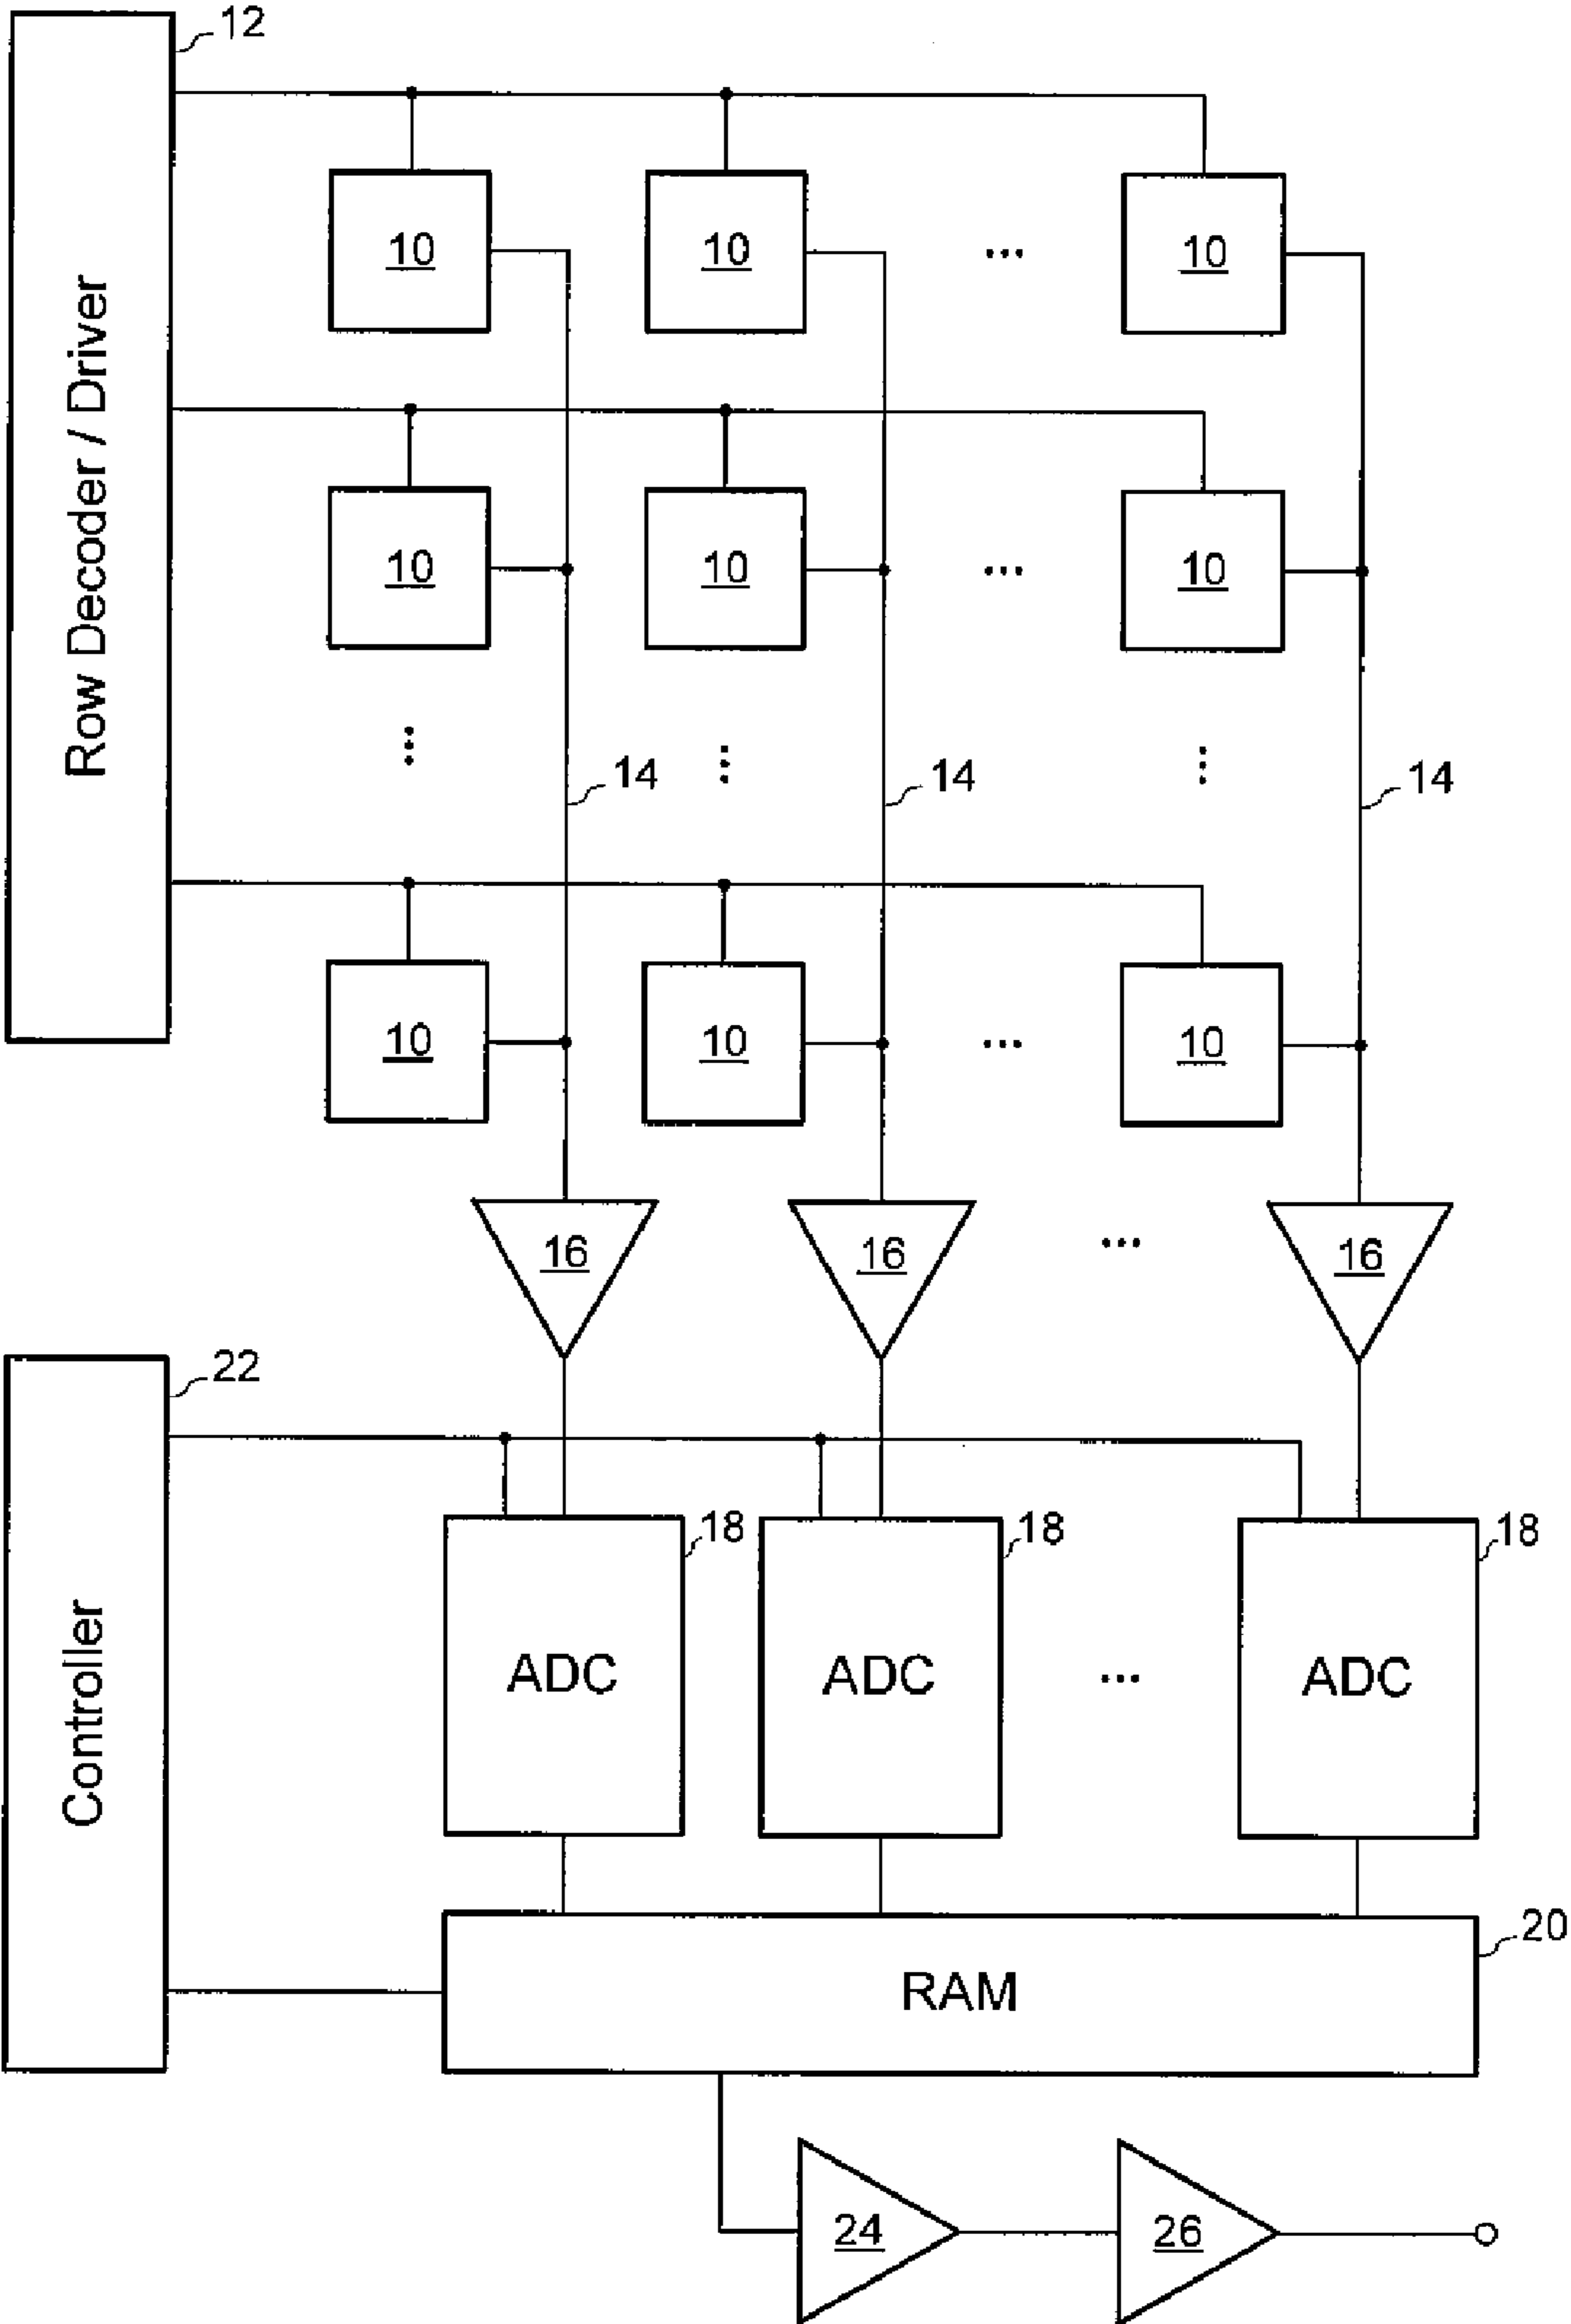 12
10 10 ... 10
Row Decoder / Driver
10 10 ... 10
14 14 14
10 10 ... 10
16 16 ... 16
22
18 18 18
ADC ADC ... ADC
Controller
20
RAM
24 26